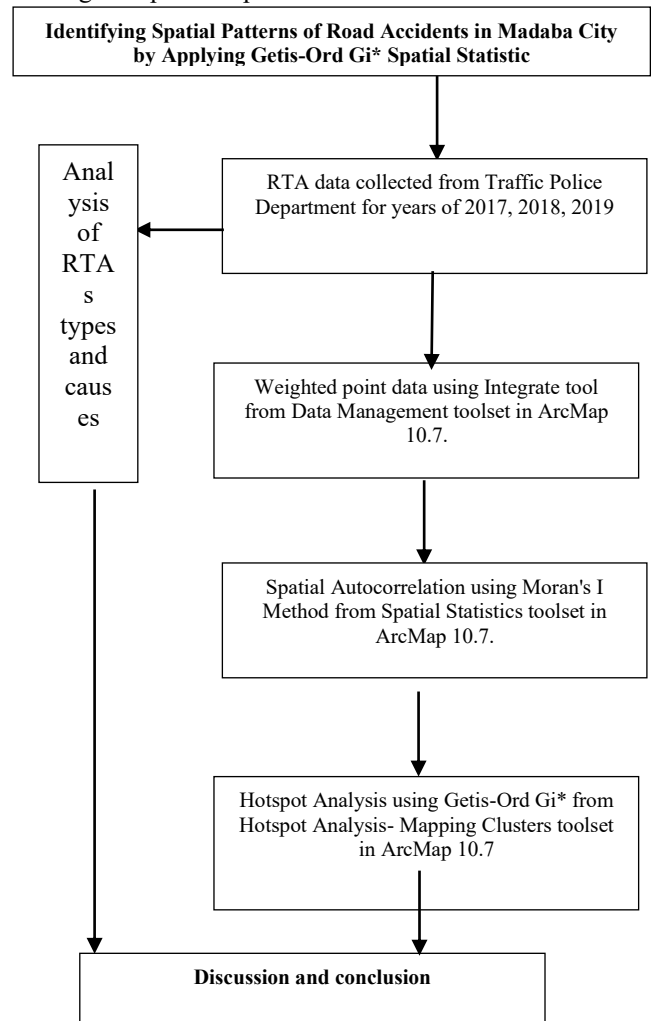 Identifying Spatial Patterns of Road Accidents in Madaba City
by Applying Getis-Ord Gi* Spatial Statistic
RTA data collected from Traffic Police
Department for years of 2017, 2018, 2019
Anal
ysis
of
RTA
s
types
and
caus
es
Weighted point data using Integrate tool
from Data Management toolset in ArcMap
10.7.
Spatial Autocorrelation using Moran's I
Method from Spatial Statistics toolset in
ArcMap 10.7.
Hotspot Analysis using Getis-Ord Gi* from
Hotspot Analysis- Mapping Clusters toolset
in ArcMap 10.7
Discussion and conclusion